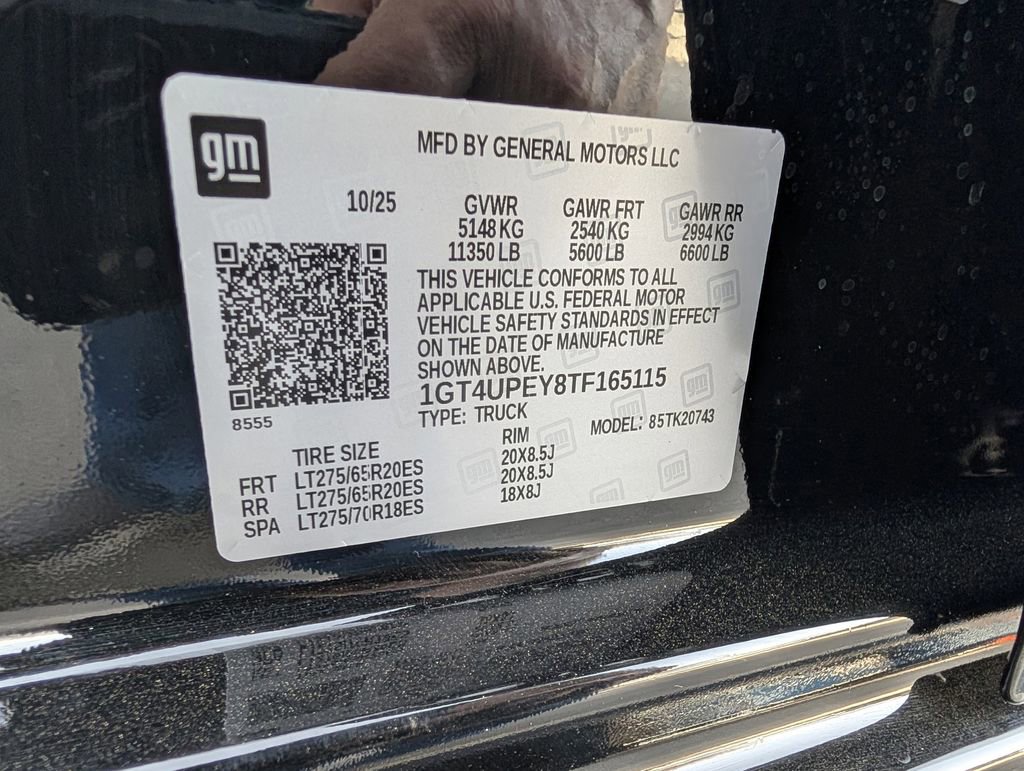 gm
MFD BY GENERAL MOTORS LLC
10/25
GVWR GAWR FRT GAWR RR
5148 KG 2540 KG 2994 KG
11350 LB 5600 LB 6600 LB
THIS VEHICLE CONFORMS TO ALL
APPLICABLE U.S. FEDERAL MOTOR
VEHICLE SAFETY STANDARDS IN EFFECT
ON THE DATE OF MANUFACTURE
SHOWN ABOVE.
1GT4UPEY8TF165115
TYPE: TRUCK MODEL: 85TK20743
8555
TIRE SIZE RIM
FRT LT275/65R20ES 20X8.5J
RR LT275/65R20ES 20X8.5J
SPA LT275/70R18ES 18X8J